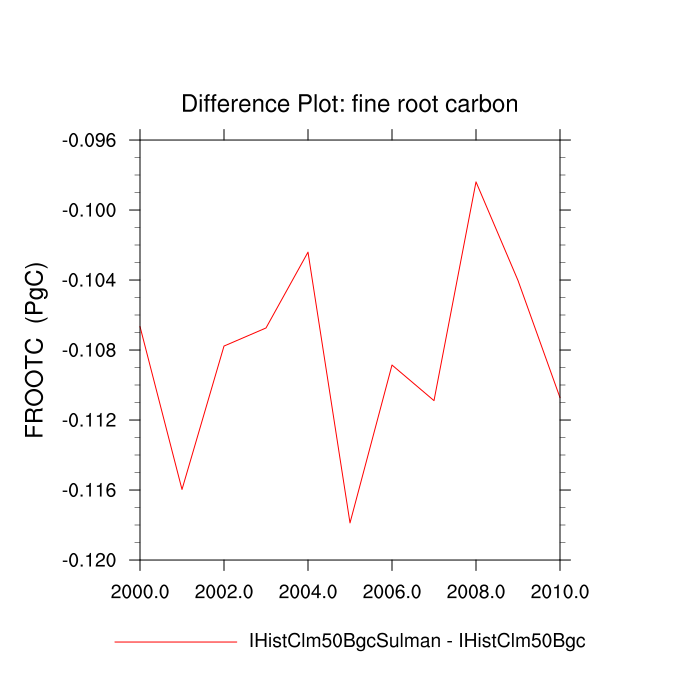 Difference Plot: fine root carbon
-0.096
-0.100
-0.104
-0.108
-0.112
-0.116
-0.120
FROOTC (PgC)
2000.0 2002.0 2004.0 2006.0 2008.0 2010.0
IHistClm50BgcSulman - IHistClm50Bgc